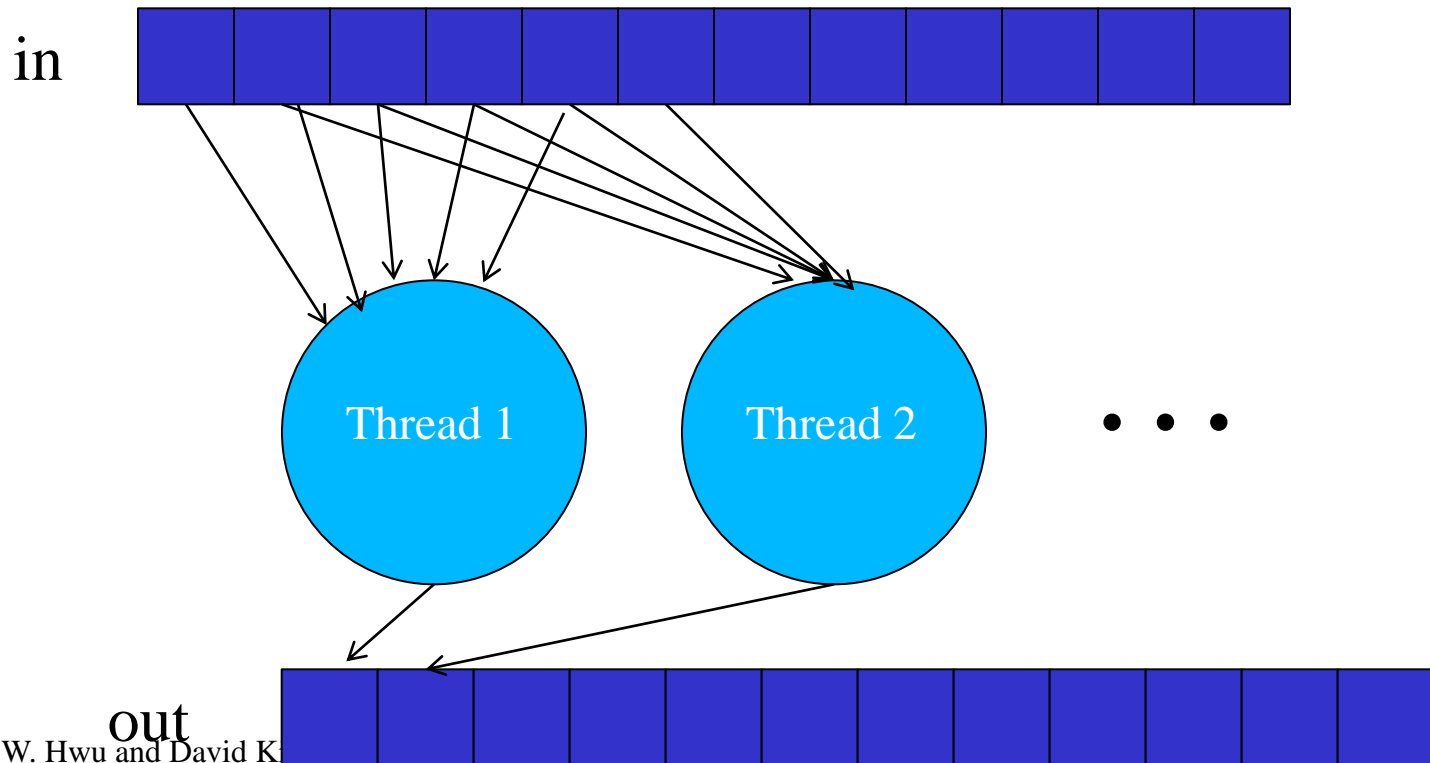 in
Thread 1
Thread 2
• • •
out
W. Hwu and David